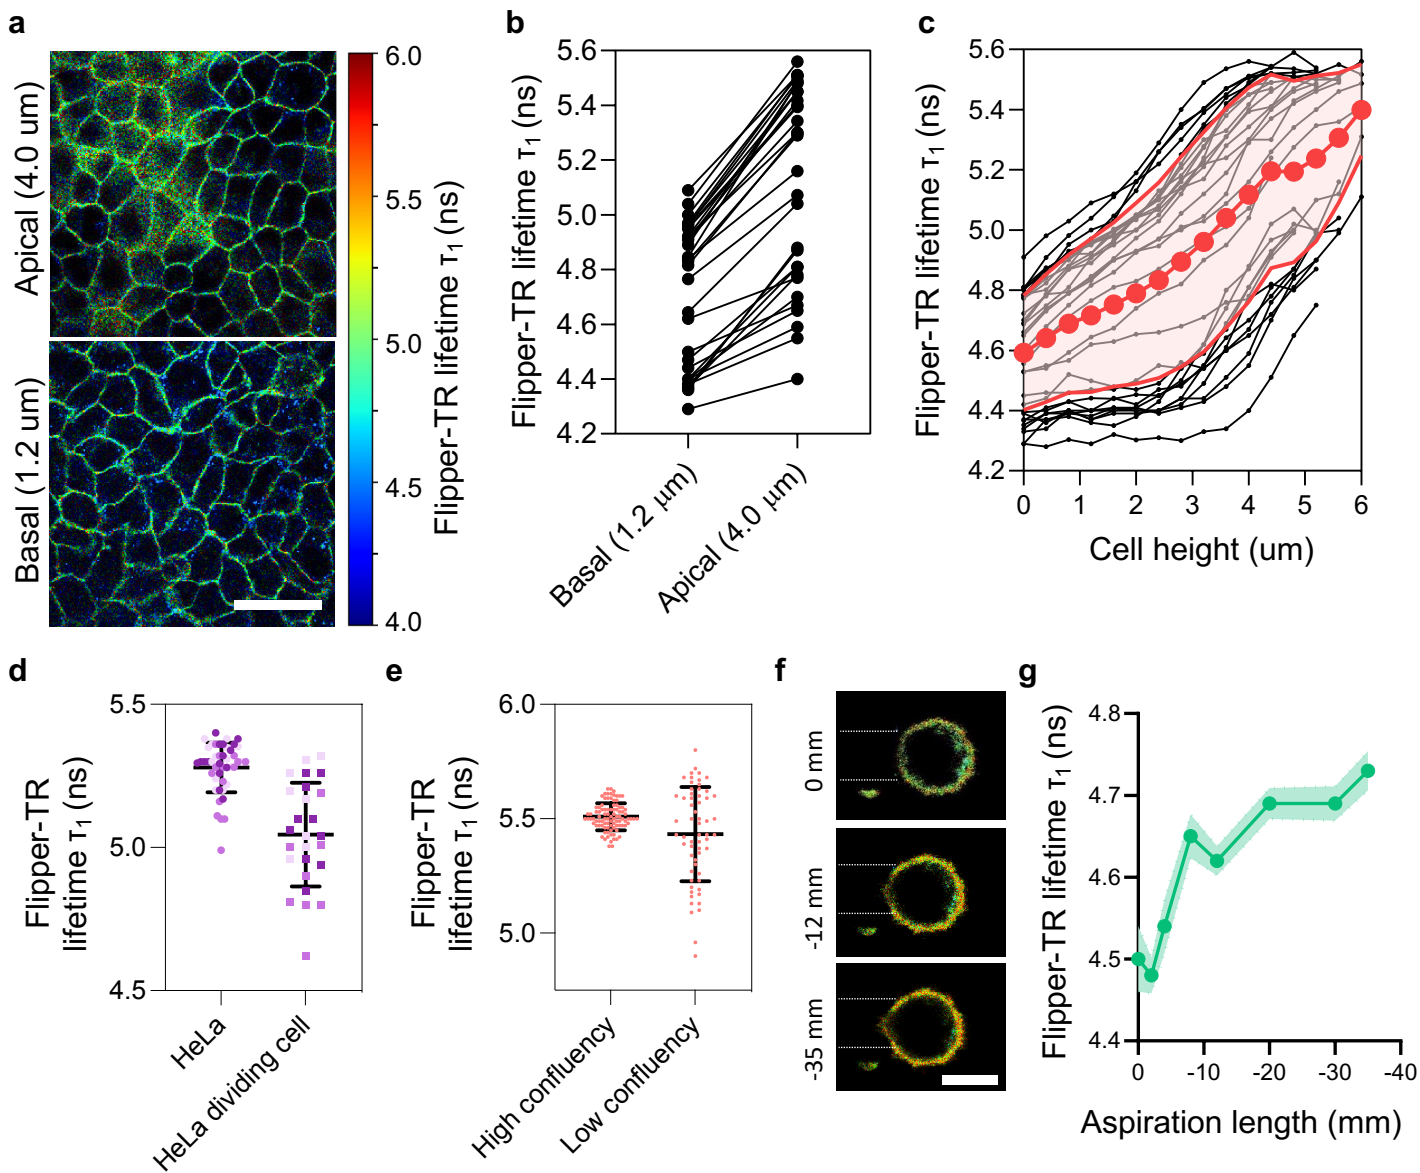 a
Apical (4.0 um)
Basal (1.2 um)
6.0
5.5
5.0
4.5
4.0
Flipper-TR lifetime τ1 (ns)
b
Flipper-TR lifetime τ1 (ns)
5.6
5.4
5.2
5.0
4.8
4.6
4.4
4.2
Basal (1.2 μm)
Apical (4.0 μm)
c
Flipper-TR lifetime τ1 (ns)
5.6
5.4
5.2
5.0
4.8
4.6
4.4
4.2
0 1 2 3 4 5 6
Cell height (um)
d
Flipper-TR
lifetime τ1 (ns)
5.5
5.0
4.5
HeLa
HeLa dividing cell
e
Flipper-TR
lifetime τ1 (ns)
6.0
5.5
5.0
High confluency
Low confluency
f
0 mm
-12 mm
-35 mm
g
Flipper-TR lifetime τ1 (ns)
4.8
4.7
4.6
4.5
4.4
0 -10 -20 -30 -40
Aspiration length (mm)